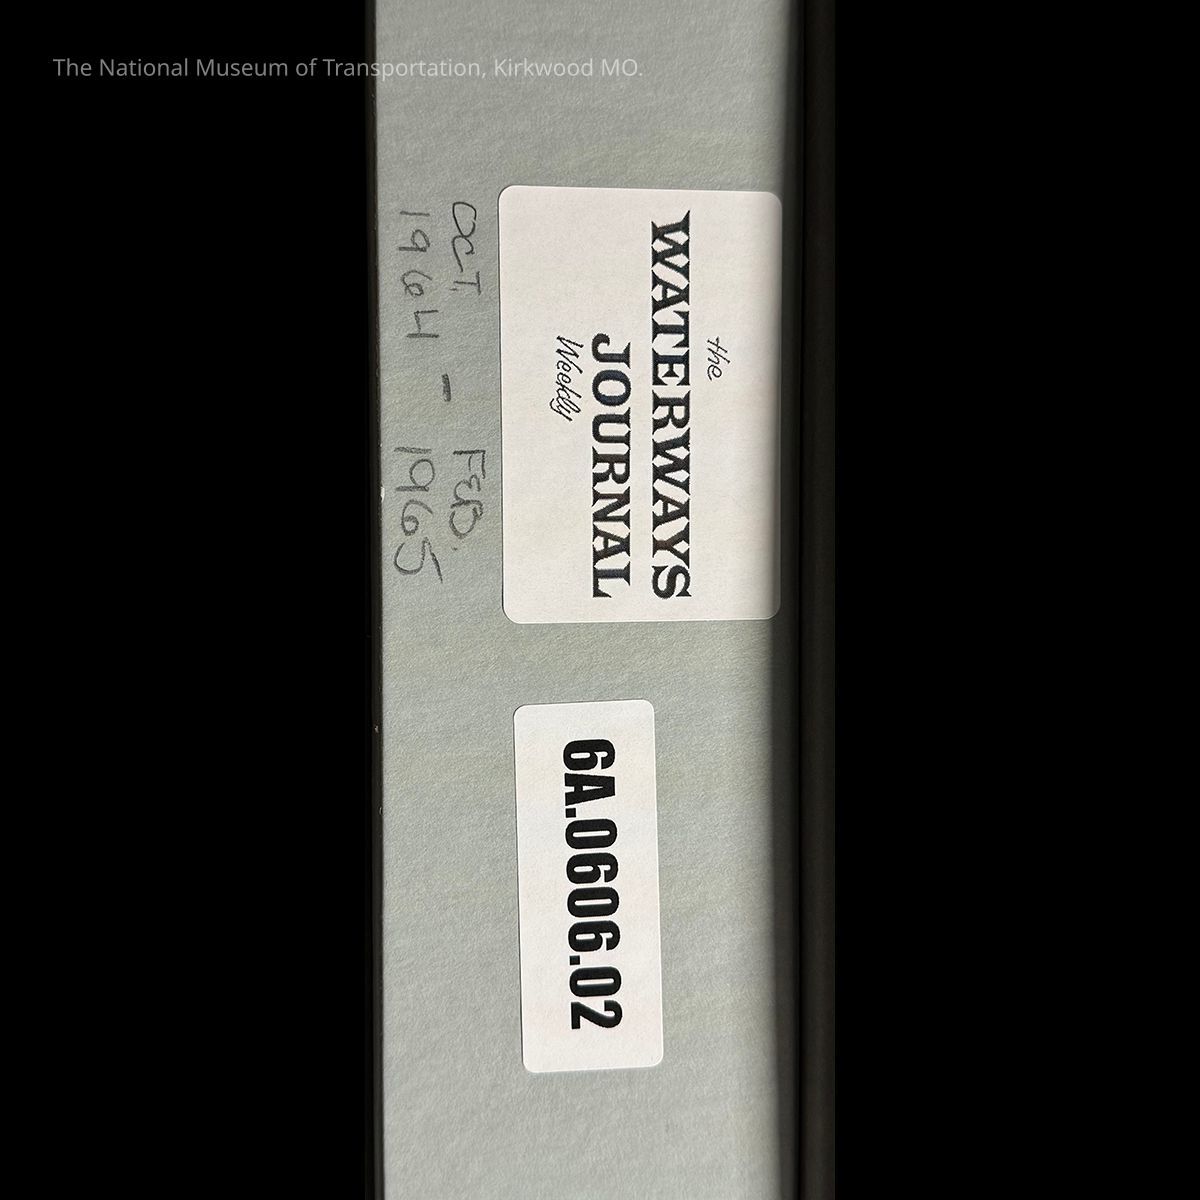 The National Museum of Transportation, Kirkwood MO.
the
WATERWAYS
JOURNAL
Weekly
OCT. - FEB.
1964 1965
6A.0606.02